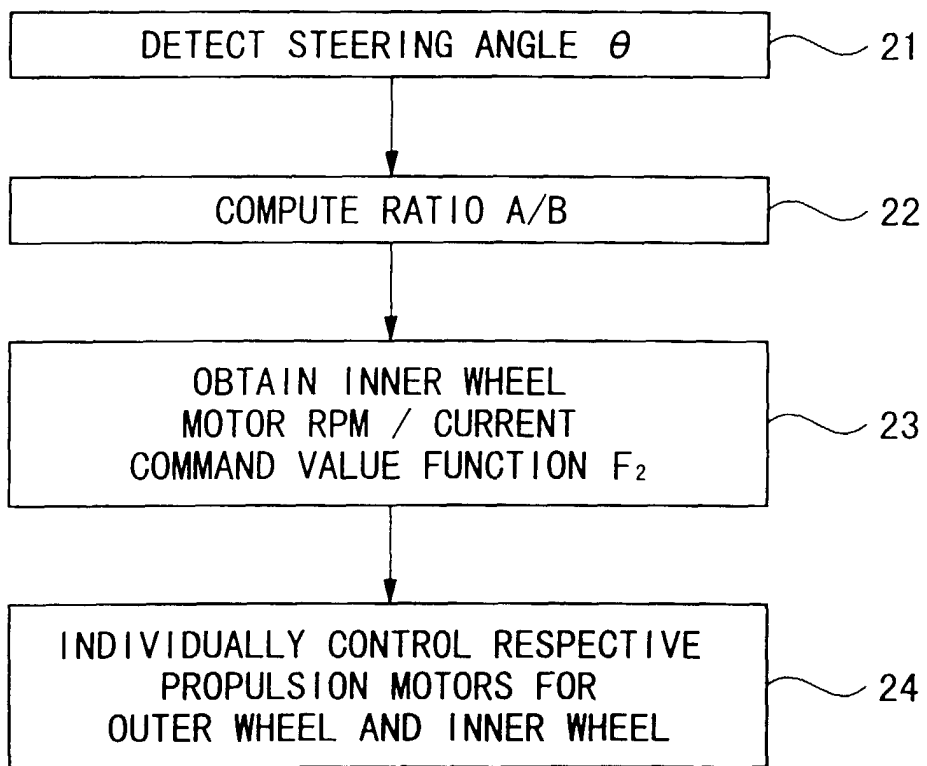 DETECT STEERING ANGLE θ
21
COMPUTE RATIO A/B
22
OBTAIN INNER WHEEL
MOTOR RPM / CURRENT
COMMAND VALUE FUNCTION F₂
23
INDIVIDUALLY CONTROL RESPECTIVE
PROPULSION MOTORS FOR
OUTER WHEEL AND INNER WHEEL
24